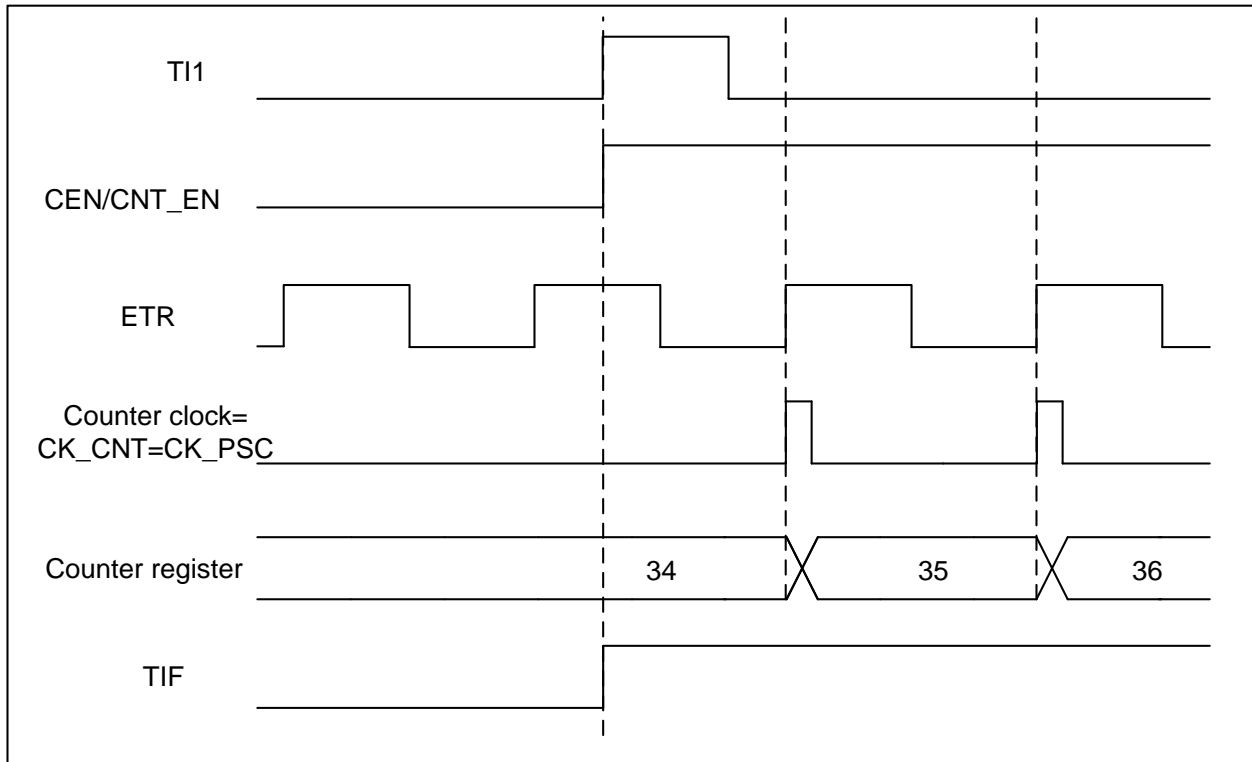 TI1
CEN/CNT_EN
ETR
Counter clock=
CK_CNT=CK_PSC
Counter register
34
35
36
TIF